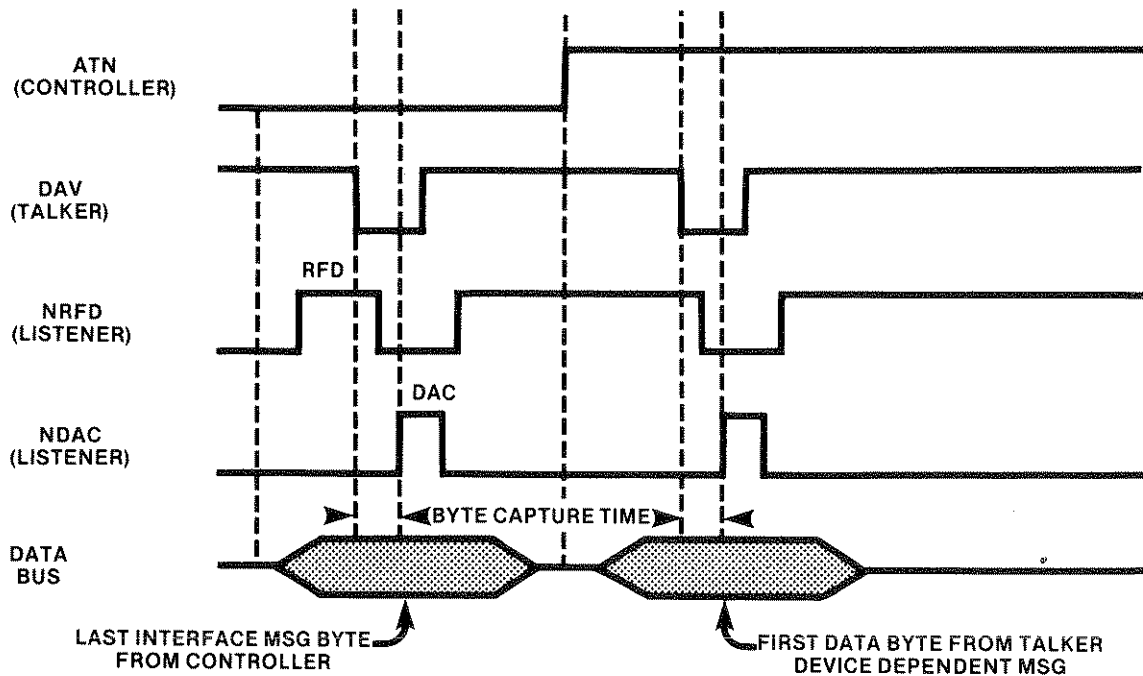 ATN
(CONTROLLER)
DAV
(TALKER)
RFD
NRFD
(LISTENER)
DAC
NDAC
(LISTENER)
BYTE CAPTURE TIME
DATA
BUS
LAST INTERFACE MSG BYTE
FROM CONTROLLER
FIRST DATA BYTE FROM TALKER
DEVICE DEPENDENT MSG